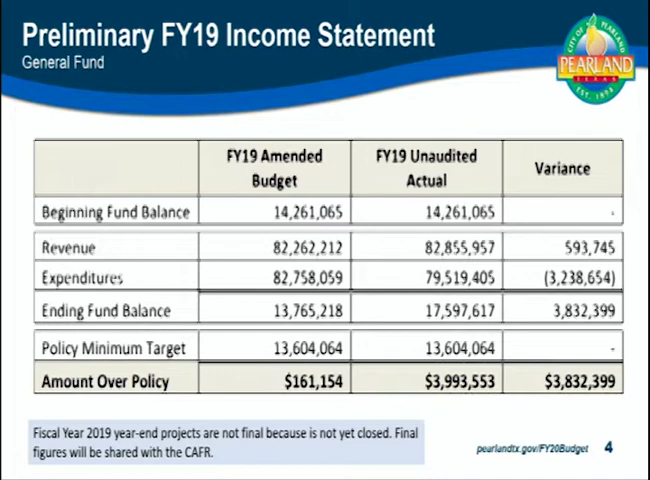 Preliminary FY19 Income Statement
General Fund
CITY OF PEARLAND
PEARLAND
TEXAS
EST. 1894
FY19 Amended Budget FY19 Unaudited Actual Variance
Beginning Fund Balance 14,261,065 14,261,065 -
Revenue 82,262,212 82,855,957 593,745
Expenditures 82,758,059 79,519,405 (3,238,654)
Ending Fund Balance 13,765,218 17,597,617 3,832,399
Policy Minimum Target 13,604,064 13,604,064 -
Amount Over Policy $161,154 $3,993,553 $3,832,399
Fiscal Year 2019 year-end projects are not final because is not yet closed. Final
figures will be shared with the CAFR.
pearlandtx.gov/FY20Budget 4